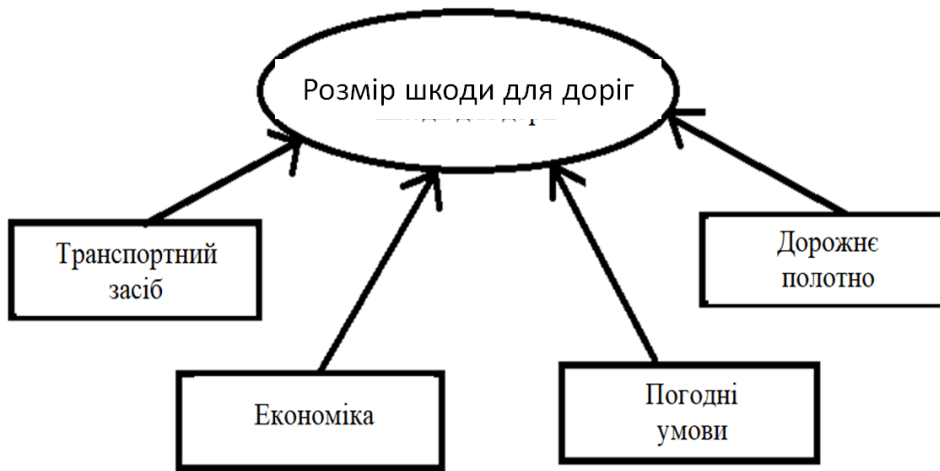 Розмір шкоди для доріг
Транспортний
засіб
Економіка
Погодні
умови
Дорожнє
полотно